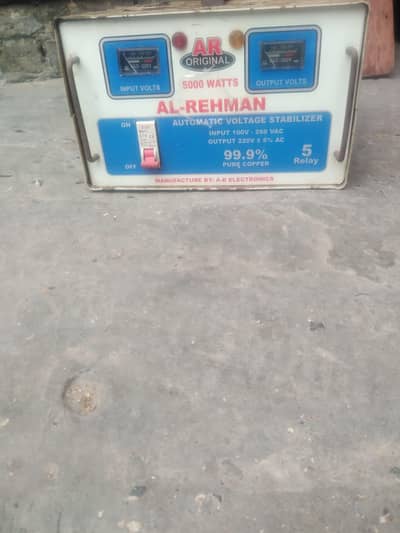 AR
ORIGINAL
5000 WATTS
INPUT VOLTS
OUTPUT VOLTS
AL-REHMAN
AUTOMATIC VOLTAGE STABILIZER
INPUT 100V - 260 VAC
OUTPUT 220V ± 5% AC
99.9%
PURE COPPER
5
Relay
ON
OFF
MANUFACTURE BY: A-R ELECTRONICS